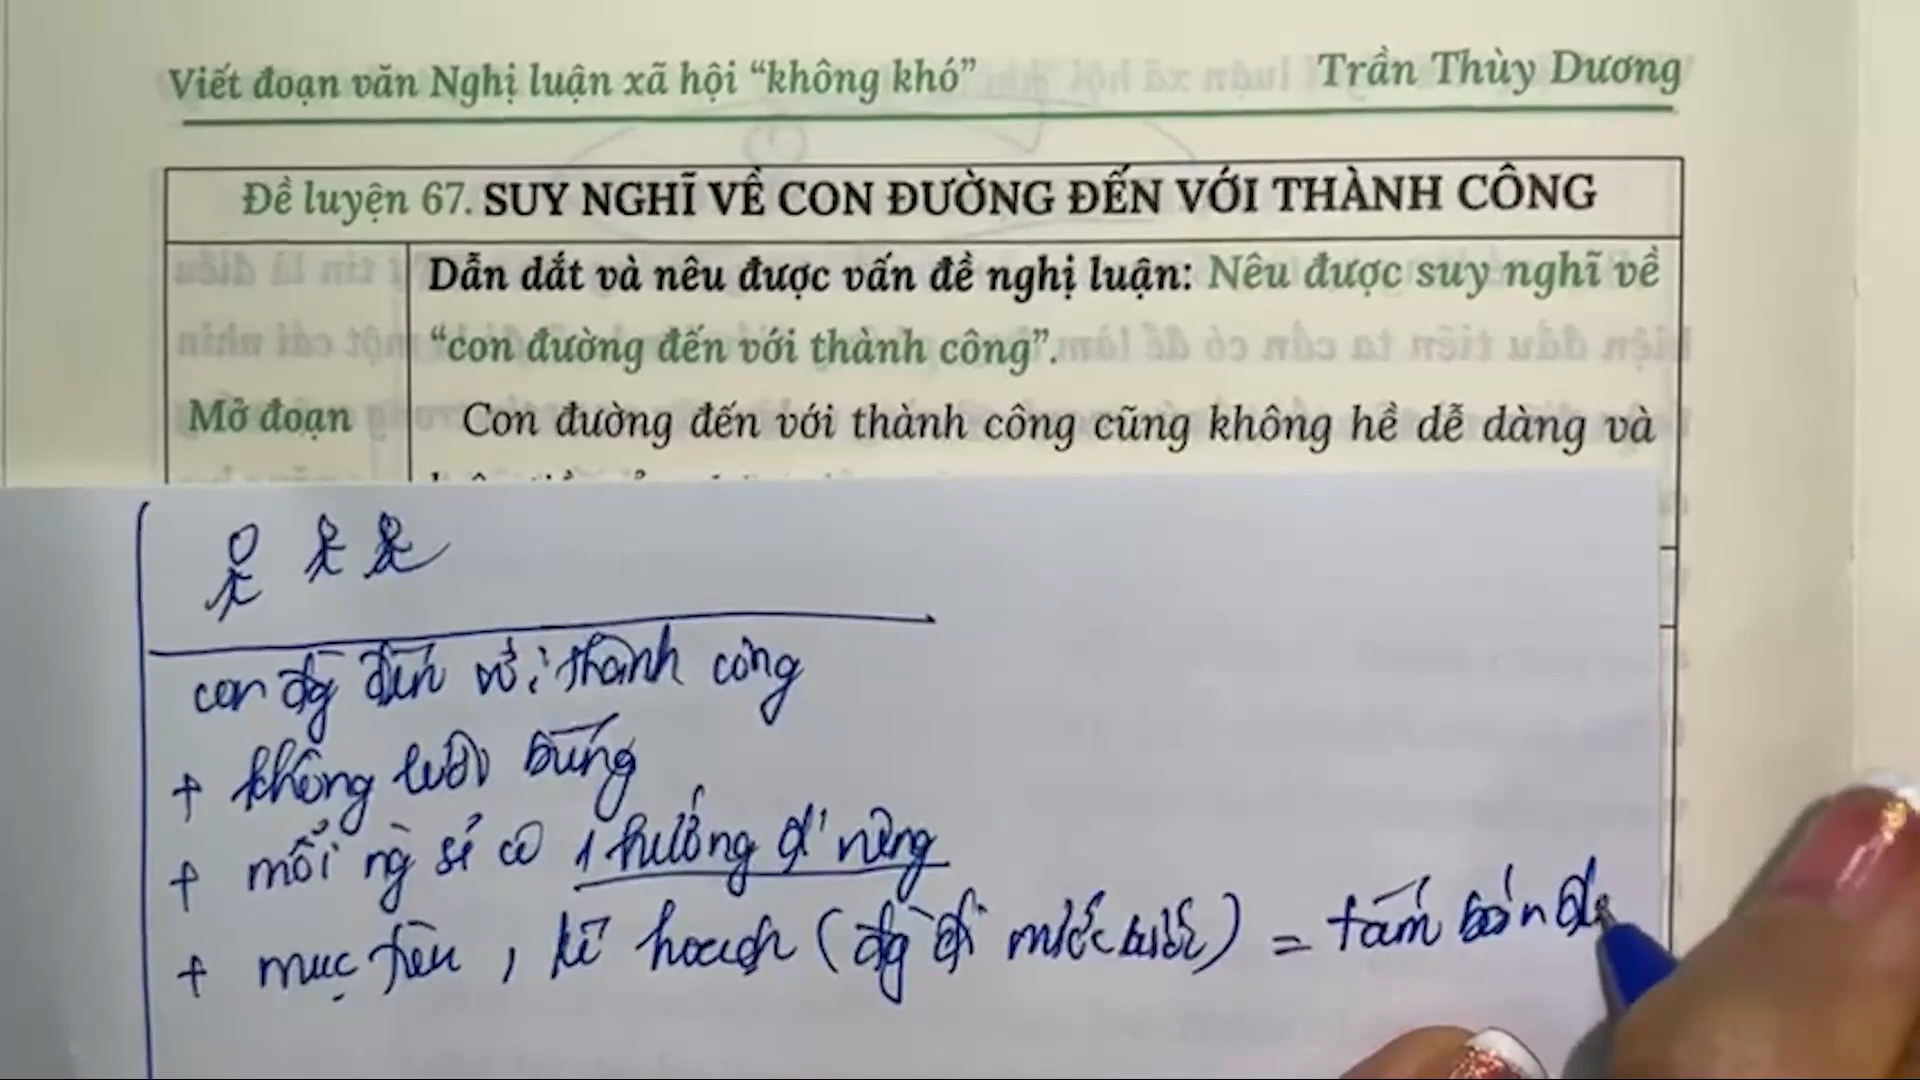 Viết đoạn văn Nghị luận xã hội “không khó” Trần Thùy Dương
Đề luyện 67. SUY NGHĨ VỀ CON ĐƯỜNG ĐẾN VỚI THÀNH CÔNG
Dẫn dắt và nêu được vấn đề nghị luận: Nêu được suy nghĩ về
“con đường đến với thành công”.
Mở đoạn
Con đường đến với thành công cũng không hề dễ dàng và
con đg đến với thành công
+ không lười biếng
+ mỗi ng sẽ có 1 hướng đi riêng
+ mục tiêu, kế hoạch (đg đi nước bước) = tấm bản